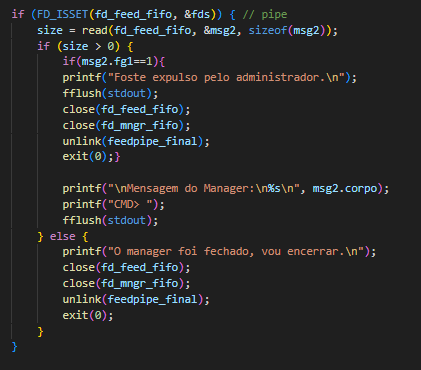 if (FD_ISSET(fd_feed_fifo, &fds)) { // pipe
    size = read(fd_feed_fifo, &msg2, sizeof(msg2));
    if (size > 0) {
        if(msg2.fg1==1){
        printf("Foste expulso pelo administrador.\n");
        fflush(stdout);
        close(fd_feed_fifo);
        close(fd_mngr_fifo);
        unlink(feedpipe_final);
        exit(0);}

        printf("\nMensagem do Manager:\n%s\n", msg2.corpo);
        printf("CMD> ");
        fflush(stdout);
    } else {
        printf("O manager foi fechado, vou encerrar.\n");
        close(fd_feed_fifo);
        close(fd_mngr_fifo);
        unlink(feedpipe_final);
        exit(0);
    }
}